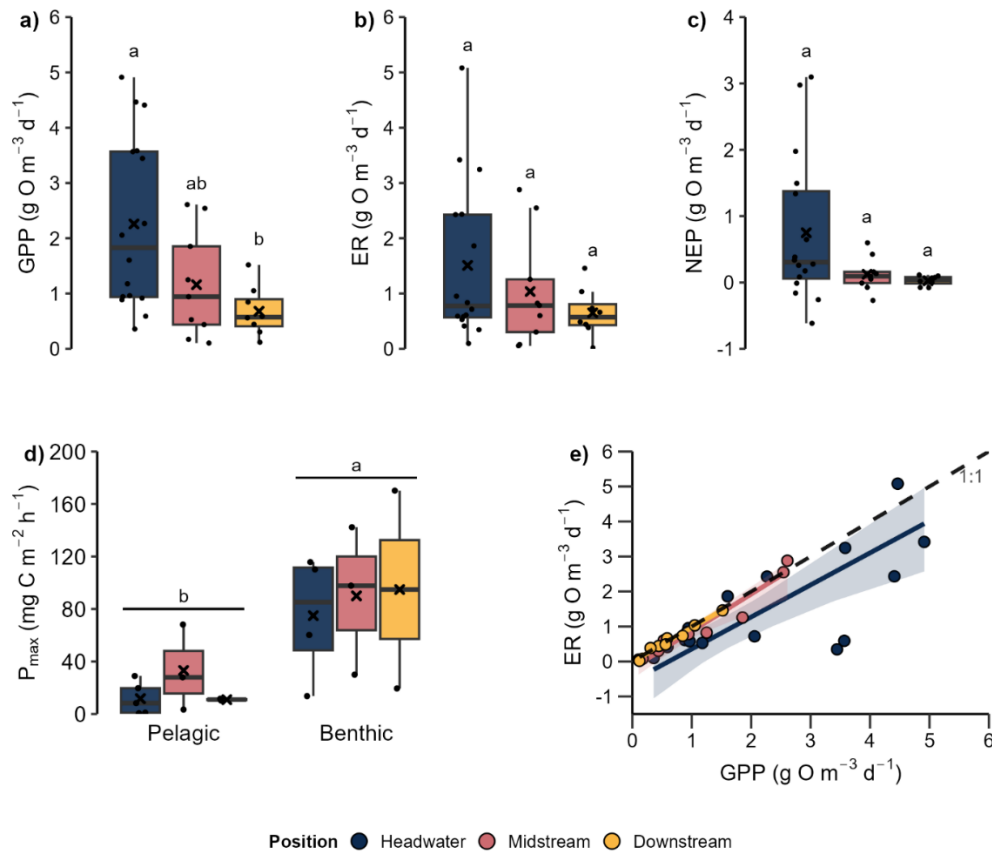 a)
GPP (g O m⁻³ d⁻¹)
6
5
4
3
2
1
0
a
ab
b
b)
ER (g O m⁻³ d⁻¹)
6
5
4
3
2
1
0
a
a
a
c)
NEP (g O m⁻³ d⁻¹)
4
3
2
1
0
-1
a
a
a
d)
P_max (mg C m⁻² h⁻¹)
200
160
120
80
40
0
b
a
Pelagic
Benthic
e)
ER (g O m⁻³ d⁻¹)
6
5
4
3
2
1
0
-1
1:1
0 1 2 3 4 5 6
GPP (g O m⁻³ d⁻¹)
Position Headwater Midstream Downstream